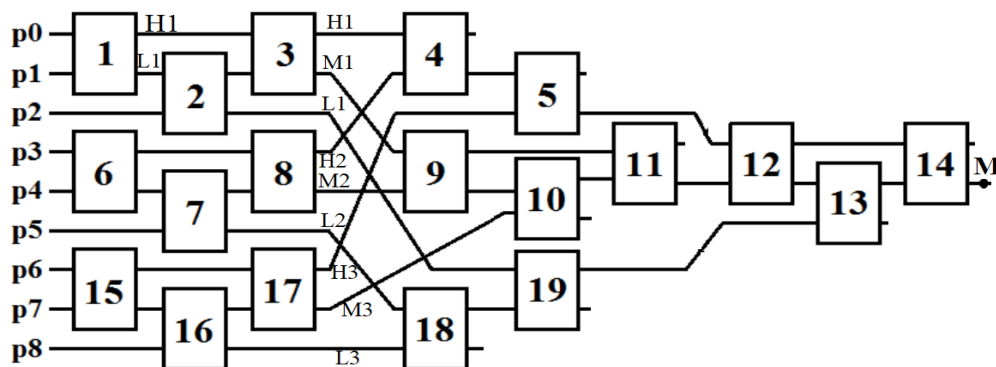 p0 H1 H1
1 3 4
p1 L1 M1
2 5
p2 L1
p3 H2
6 8 9 11 12 14
p4 M2 M
7 10 13
p5 L2
p6 H3
15 17 19
p7 M3
16 18
p8 L3